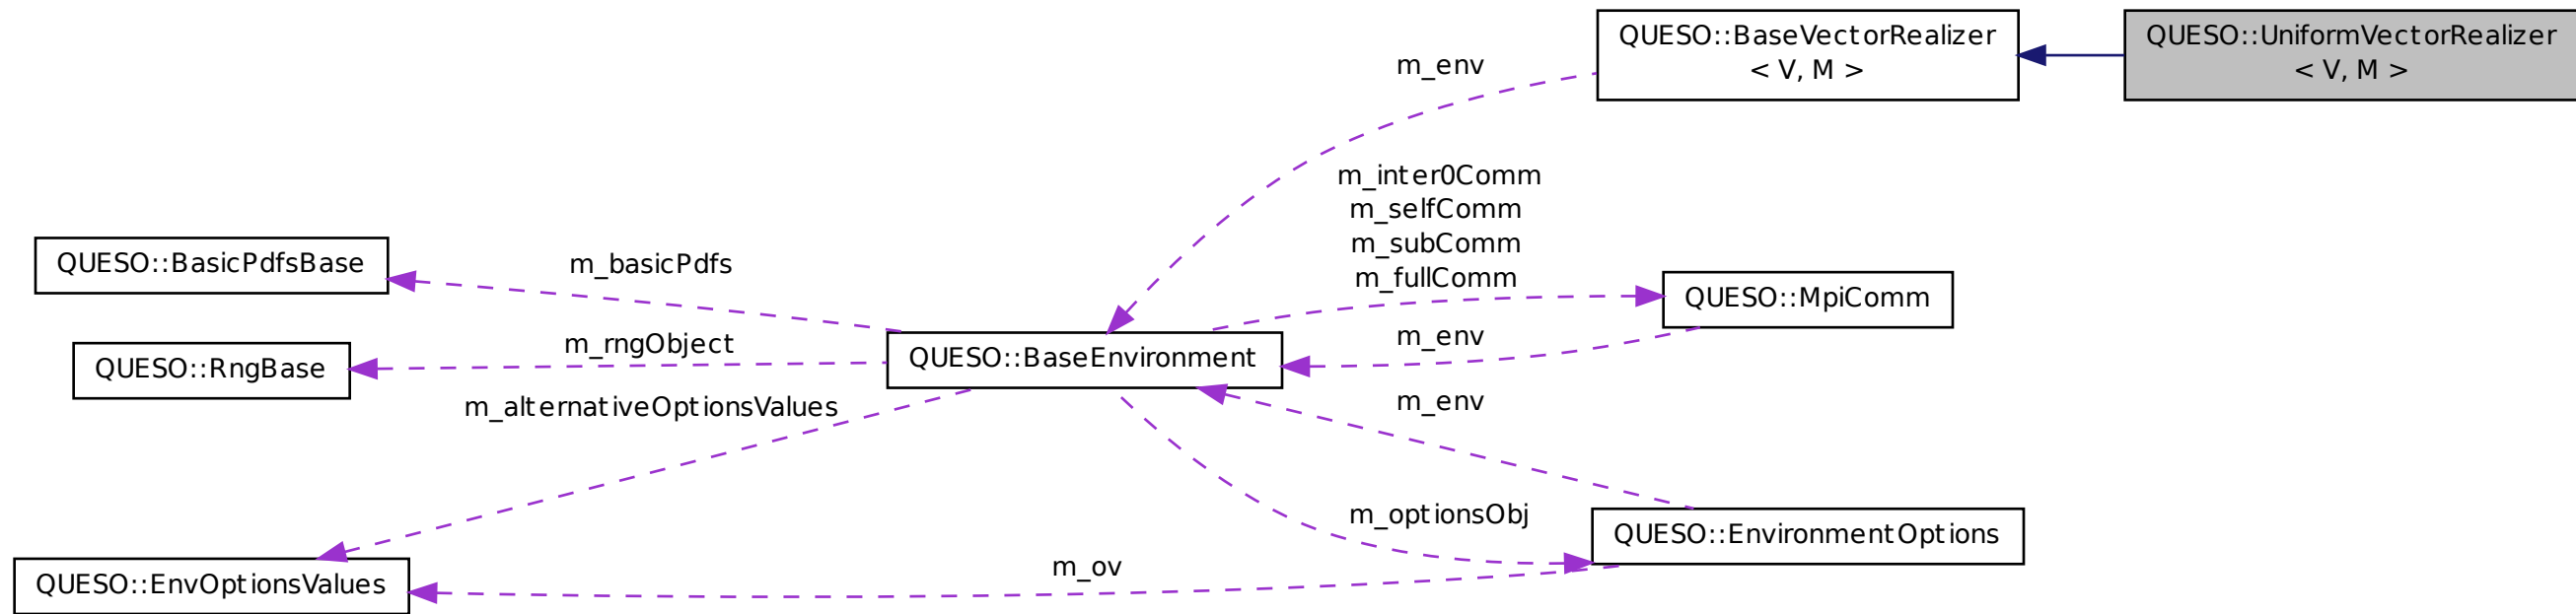 QUESO::BaseVectorRealizer
< V, M >
QUESO::UniformVectorRealizer
< V, M >
m_env
m_inter0Comm
m_selfComm
m_subComm
m_fullComm
QUESO::BasicPdfsBase
m_basicPdfs
QUESO::MpiComm
m_rngObject
QUESO::BaseEnvironment
m_env
QUESO::RngBase
m_alternativeOptionsValues
m_env
m_optionsObj
QUESO::EnvironmentOptions
m_ov
QUESO::EnvOptionsValues